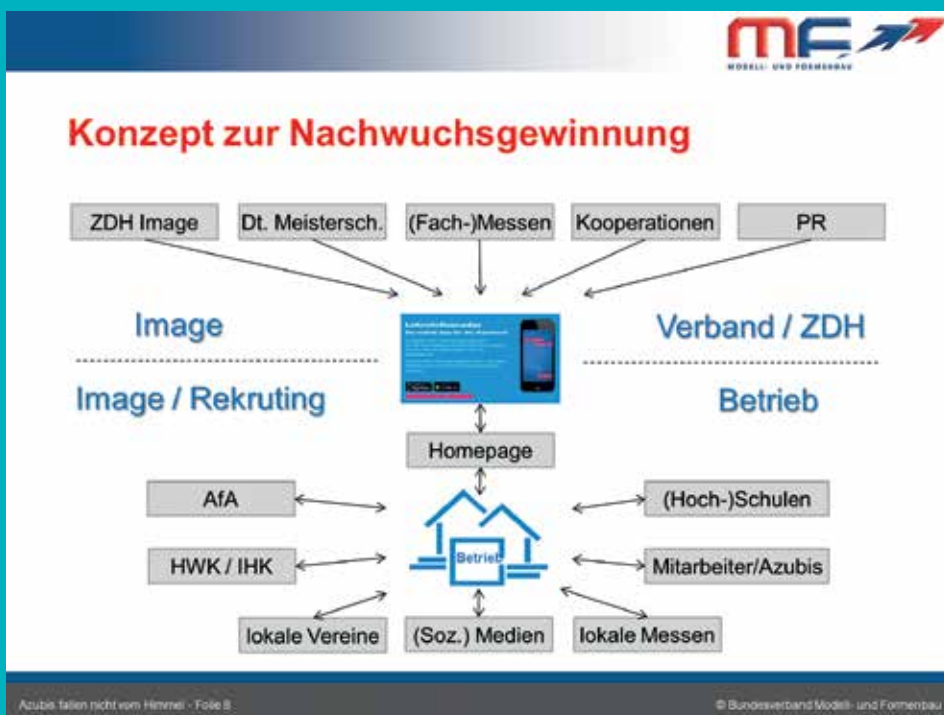 MF
MODELL- UND FORMENBAU
Konzept zur Nachwuchsgewinnung
ZDH Image
Dt. Meistersch.
(Fach-)Messen
Kooperationen
PR
Image
Verband / ZDH
Lehrstellenradar
Image / Rekruting
Betrieb
Homepage
AfA
(Hoch-)Schulen
Betrieb
HWK / IHK
Mitarbeiter/Azubis
lokale Vereine
(Soz.) Medien
lokale Messen
Azubis fallen nicht vom Himmel - Folie 8
© Bundesverband Modell- und Formenbau